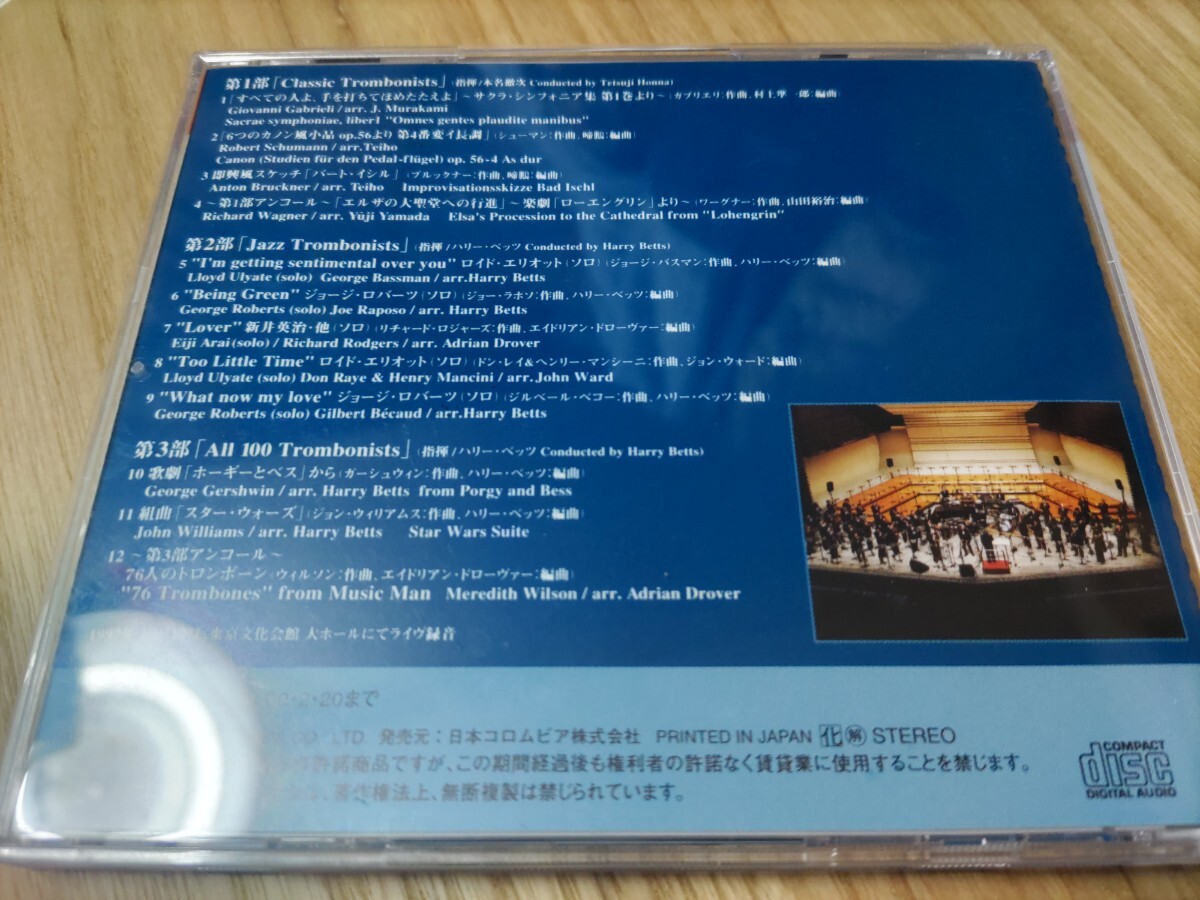 第1部「Classic Trombonists」(指揮/本名徹次 Conducted by Tetsuji Honna)
1「すべての人よ、手を打ちてほめたたえよ」～サクラ・シンフォニア集 第1巻より～(ガブリエリ;作曲、村上準一郎;編曲)
Giovanni Gabrieli/arr. J. Murakami
Sacrae symphoniae, liber1 "Omnes gentes plaudite manibus"
2「6つのカノン風小品 op.56より 第4番変イ長調」(シューマン;作曲、啼鵬;編曲)
Robert Schumann / arr.Teiho
Canon (Studien für den Pedal-flügel) op. 56-4 As dur
3 即興風スケッチ「バート・イシル」(ブルックナー;作曲、啼鵬;編曲)
Anton Bruckner / arr. Teiho Improvisationsskizze Bad Ischl
4 ～第1部アンコール～「エルザの大聖堂への行進」～楽劇「ローエングリン」より～(ワーグナー;作曲、山田裕治;編曲)
Richard Wagner / arr. Yūji Yamada Elsa's Procession to the Cathedral from "Lohengrin"
第2部「Jazz Trombonists」(指揮/ハリー・ベッツ Conducted by Harry Betts)
5 "I'm getting sentimental over you" ロイド・エリオット(ソロ)(ジョージ・バスマン;作曲、ハリー・ベッツ;編曲)
Lloyd Ulyate (solo) George Bassman / arr.Harry Betts
6 "Being Green" ジョージ・ロバーツ(ソロ)(ジョー・ラホソ;作曲、ハリー・ベッツ;編曲)
George Roberts (solo) Joe Raposo / arr. Harry Betts
7 "Lover" 新井英治・他(ソロ)(リチャード・ロジャーズ;作曲、エイドリアン・ドローヴァー;編曲)
Eiji Arai(solo) / Richard Rodgers / arr. Adrian Drover
8 "Too Little Time" ロイド・エリオット(ソロ)(ドン・レイ&ヘンリー・マンシーニ;作曲、ジョン・ウォード;編曲)
Lloyd Ulyate (solo) Don Raye & Henry Mancini / arr.John Ward
9 "What now my love" ジョージ・ロバーツ(ソロ)(ジルベール・ベコー;作曲、ハリー・ベッツ;編曲)
George Roberts (solo) Gilbert Bécaud / arr.Harry Betts
第3部「All 100 Trombonists」(指揮/ハリー・ベッツ Conducted by Harry Betts)
10 歌劇「ホーギーとベス」から(ガーシュウィン;作曲、ハリー・ベッツ;編曲)
George Gershwin / arr. Harry Betts from Porgy and Bess
11 組曲「スター・ウォーズ」(ジョン・ウィリアムス;作曲、ハリー・ベッツ;編曲)
John Williams / arr. Harry Betts Star Wars Suite
12 ～第3部アンコール～
76人のトロンボーン(ウィルソン;作曲、エイドリアン・ドローヴァー;編曲)
"76 Trombones" from Music Man Meredith Wilson / arr. Adrian Drover
東京文化会館 大ホールにてライヴ録音
2・20まで
LTD. 発売元:日本コロムビア株式会社 PRINTED IN JAPAN 化 解 STEREO
許諾商品ですが、この期間経過後も権利者の許諾なく賃貸業に使用することを禁じます。
著作権法上、無断複製は禁じられています。
COMPACT
disc
DIGITAL AUDIO